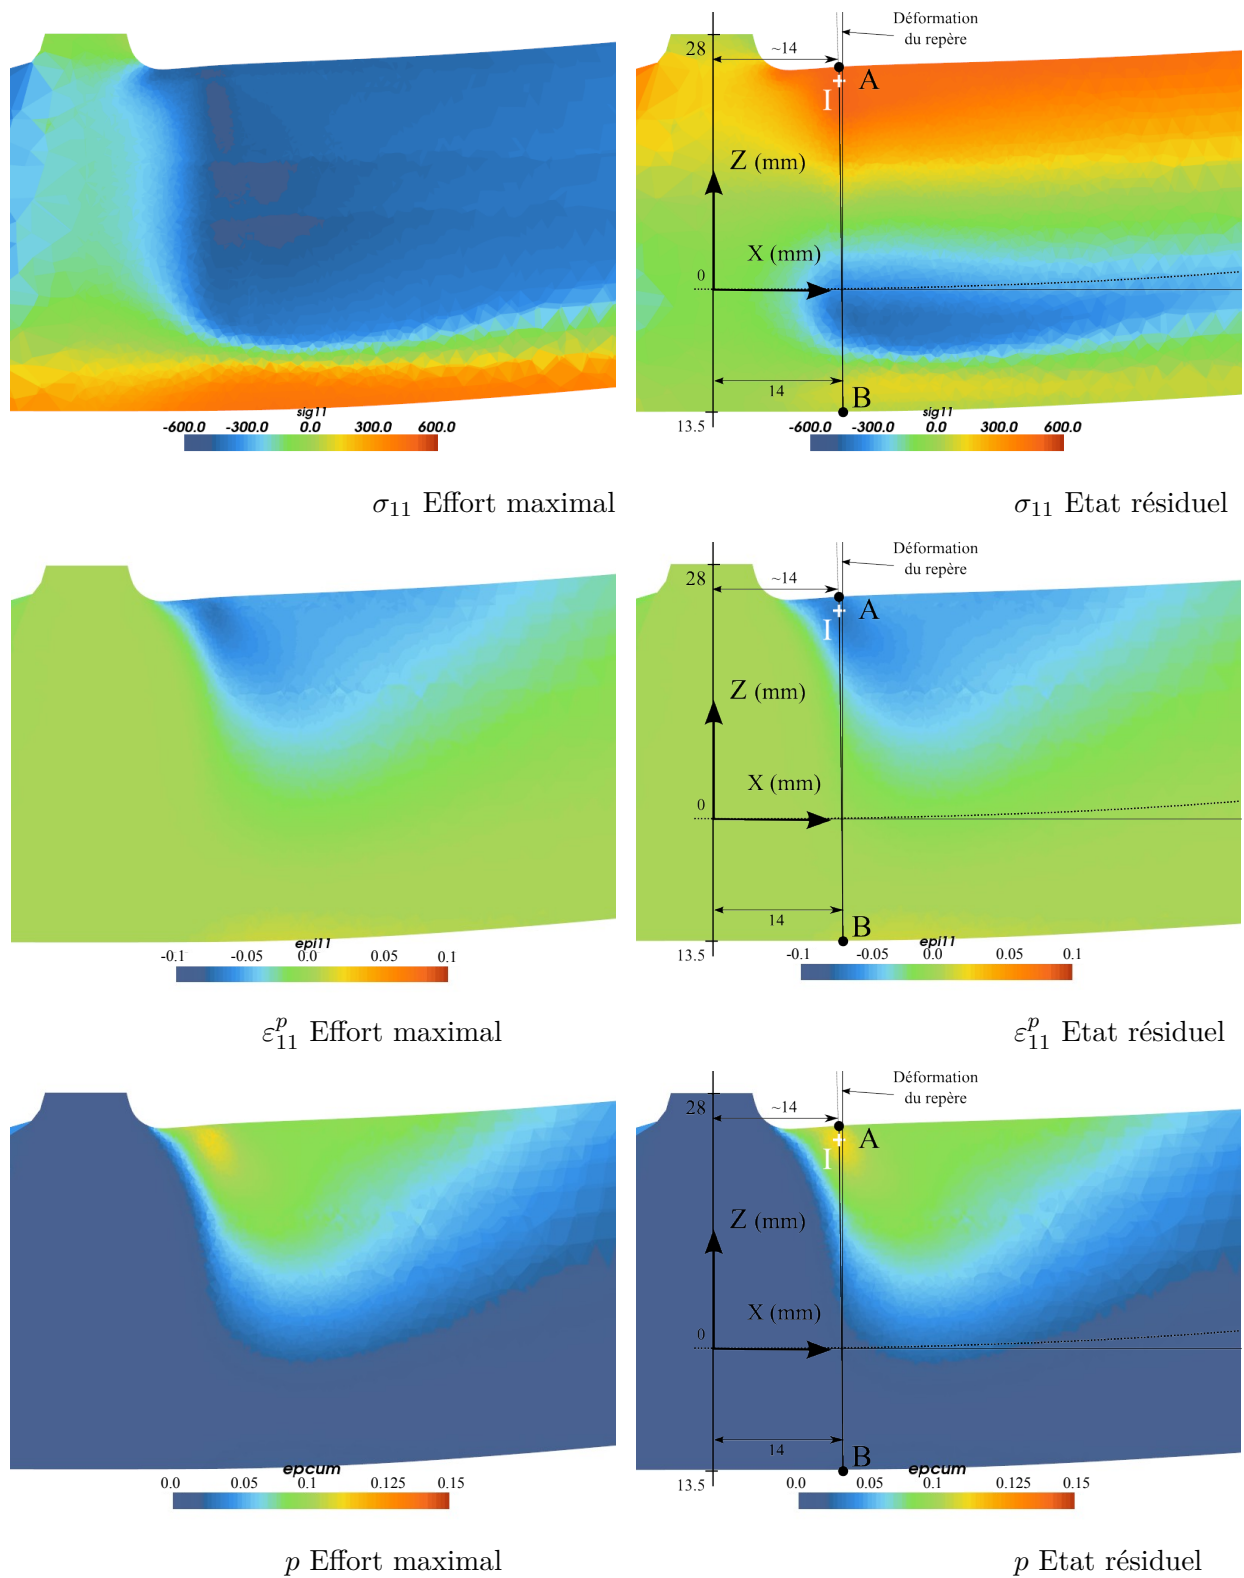 Déformation
du repère
28
~14
A
I
Z (mm)
X (mm)
0
14
B
13.5
sig11
-600.0 -300.0 0.0 300.0 600.0
sig11
-600.0 -300.0 0.0 300.0 600.0
σ11 Effort maximal
σ11 Etat résiduel
Déformation
du repère
28
~14
A
I
Z (mm)
X (mm)
0
14
B
13.5
epi11
-0.1 -0.05 0.0 0.05 0.1
epi11
-0.1 -0.05 0.0 0.05 0.1
ε^p_11 Effort maximal
ε^p_11 Etat résiduel
Déformation
du repère
28
~14
A
I
Z (mm)
X (mm)
0
14
B
13.5
epcum
0.0 0.05 0.1 0.125 0.15
epcum
0.0 0.05 0.1 0.125 0.15
p Effort maximal
p Etat résiduel